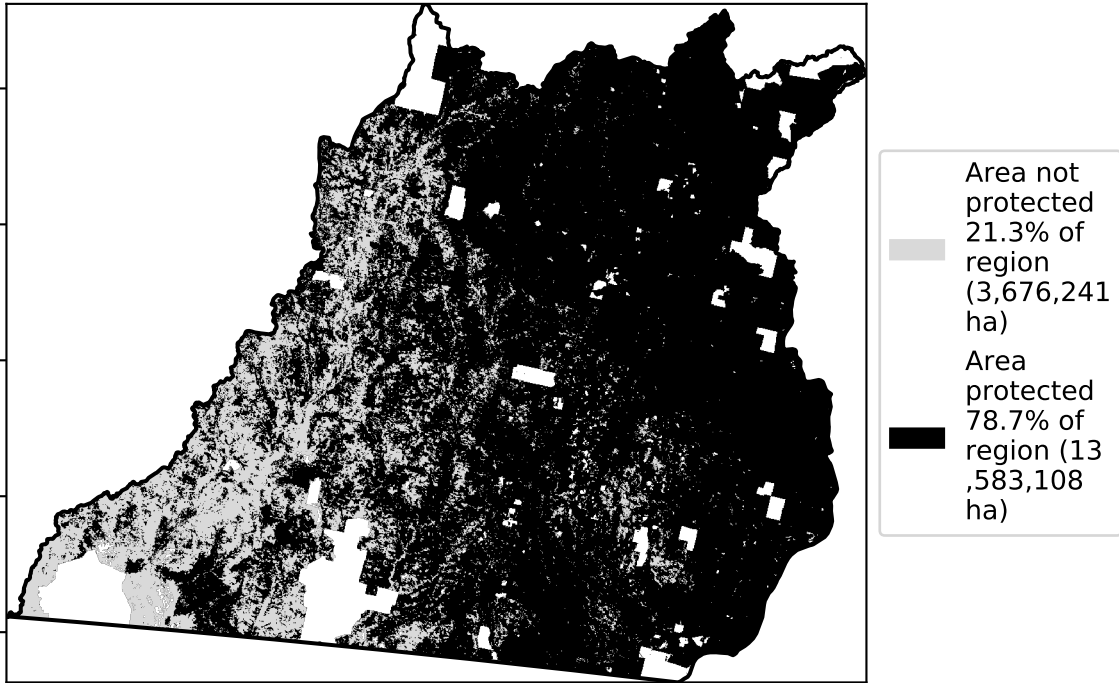 Area not
protected
21.3% of
region
(3,676,241
ha)
Area
protected
78.7% of
region (13
,583,108
ha)